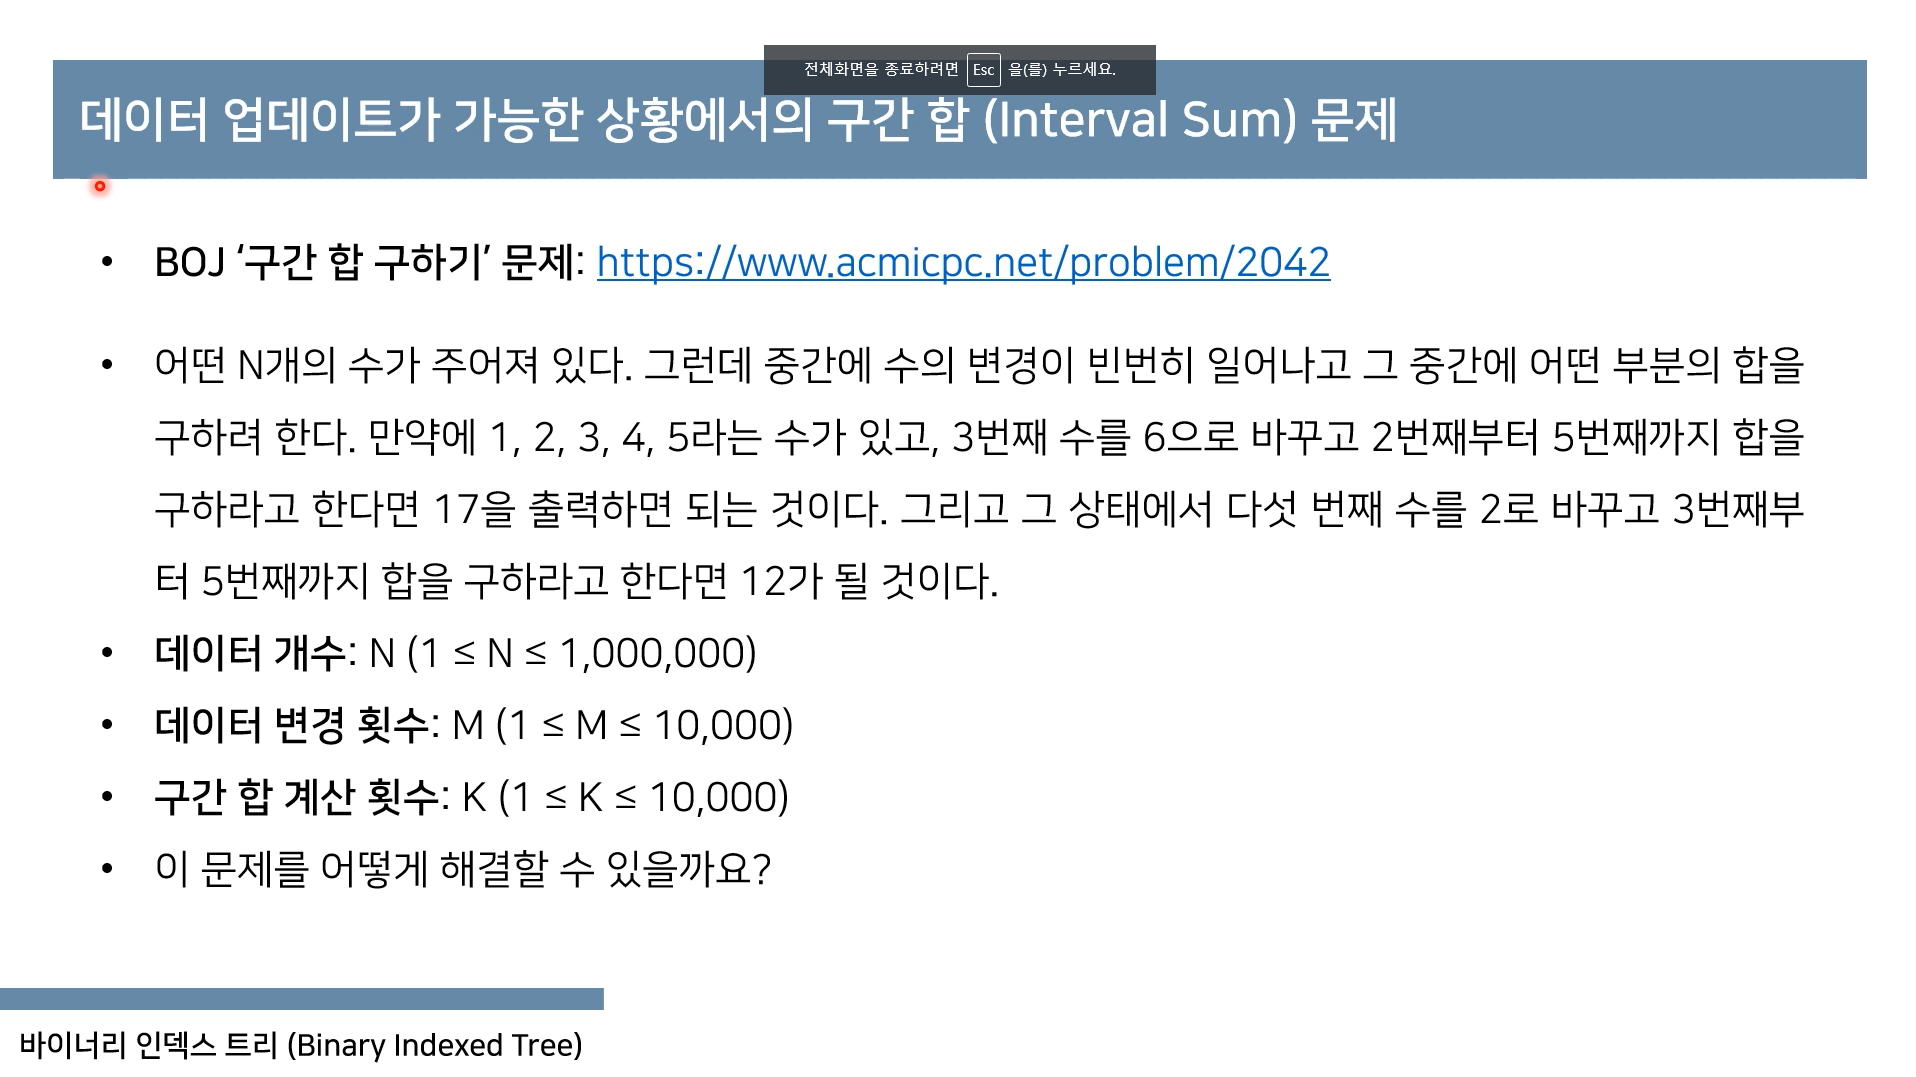 전체화면을 종료하려면 Esc 을(를) 누르세요.
데이터 업데이트가 가능한 상황에서의 구간 합 (Interval Sum) 문제
• BOJ ‘구간 합 구하기’ 문제: https://www.acmicpc.net/problem/2042
• 어떤 N개의 수가 주어져 있다. 그런데 중간에 수의 변경이 빈번히 일어나고 그 중간에 어떤 부분의 합을
구하려 한다. 만약에 1, 2, 3, 4, 5라는 수가 있고, 3번째 수를 6으로 바꾸고 2번째부터 5번째까지 합을
구하라고 한다면 17을 출력하면 되는 것이다. 그리고 그 상태에서 다섯 번째 수를 2로 바꾸고 3번째부
터 5번째까지 합을 구하라고 한다면 12가 될 것이다.
• 데이터 개수: N (1 ≤ N ≤ 1,000,000)
• 데이터 변경 횟수: M (1 ≤ M ≤ 10,000)
• 구간 합 계산 횟수: K (1 ≤ K ≤ 10,000)
• 이 문제를 어떻게 해결할 수 있을까요?
바이너리 인덱스 트리 (Binary Indexed Tree)